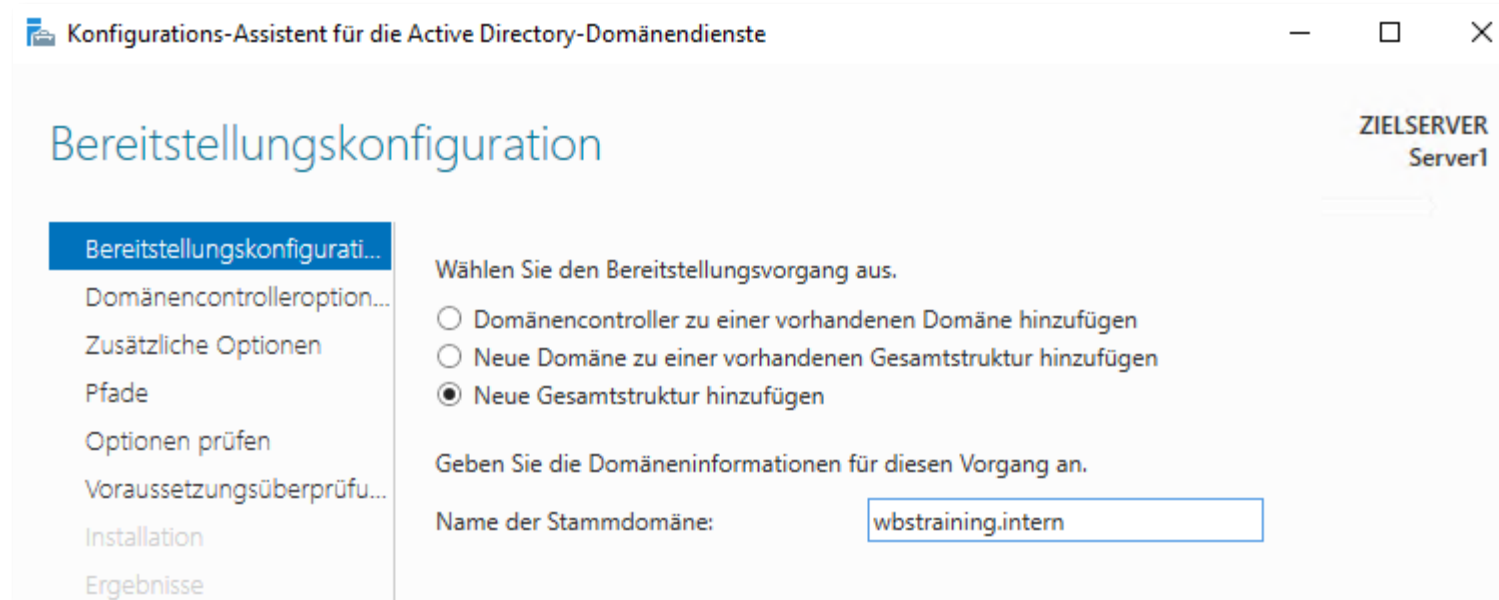 Konfigurations-Assistent für die Active Directory-Domänendienste
Bereitstellungskonfiguration
ZIELSERVER
Server1
Bereitstellungskonfigurati...
Domänencontrolleroption...
Zusätzliche Optionen
Pfade
Optionen prüfen
Voraussetzungsüberprüfu...
Installation
Ergebnisse
Wählen Sie den Bereitstellungsvorgang aus.
Domänencontroller zu einer vorhandenen Domäne hinzufügen
Neue Domäne zu einer vorhandenen Gesamtstruktur hinzufügen
Neue Gesamtstruktur hinzufügen
Geben Sie die Domäneninformationen für diesen Vorgang an.
Name der Stammdomäne: wbstraining.intern